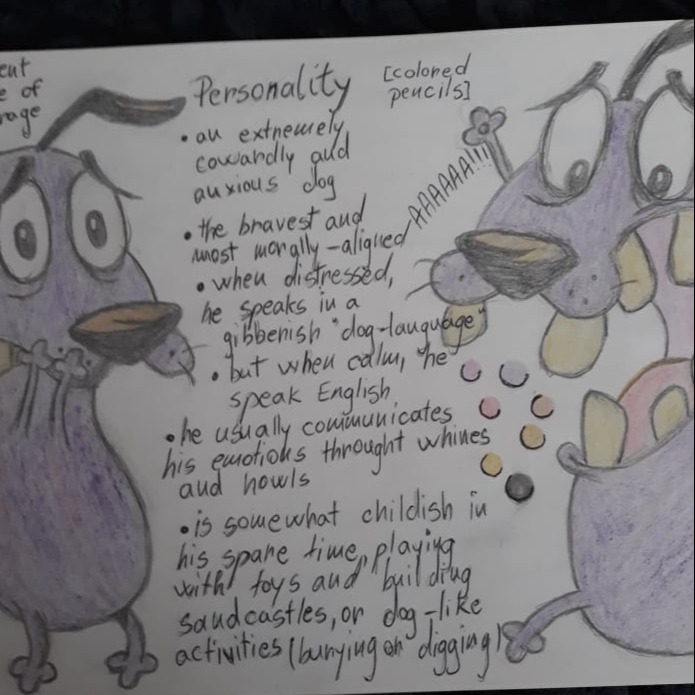 ent
e of
rage
Personality
[colored
pencils]
• an extremely
cowardly and
anxious dog
• the bravest and
most morally-aligned
AAAAAA!!!
• when distressed,
he speaks in a
gibberish "dog-language"
• but when calm, he
speak English
• he usually communicates
his emotions throught whines
and howls
• is somewhat childish in
his spare time, playing
with toys and building
sandcastles, or dog-like
activities (burying or digging)